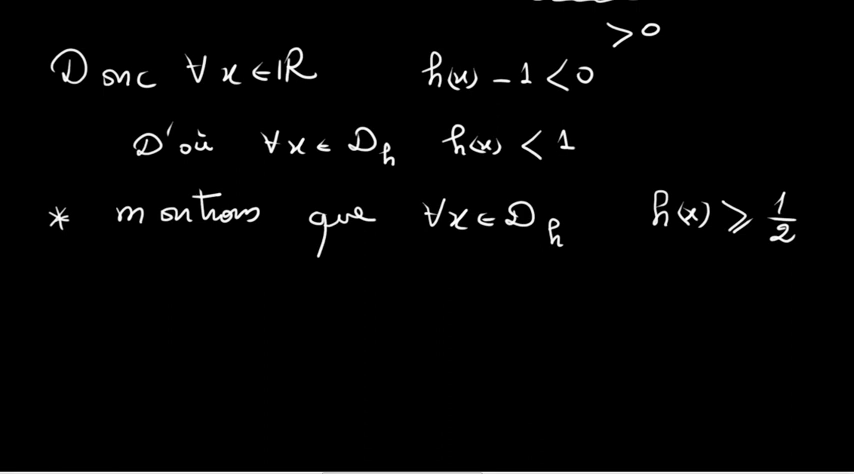 > 0
Donc ∀x∈ℝ h(x) - 1 < 0
D'où ∀x∈D_h h(x) < 1
* montrons que ∀x∈D_h h(x) ⩾ 1/2